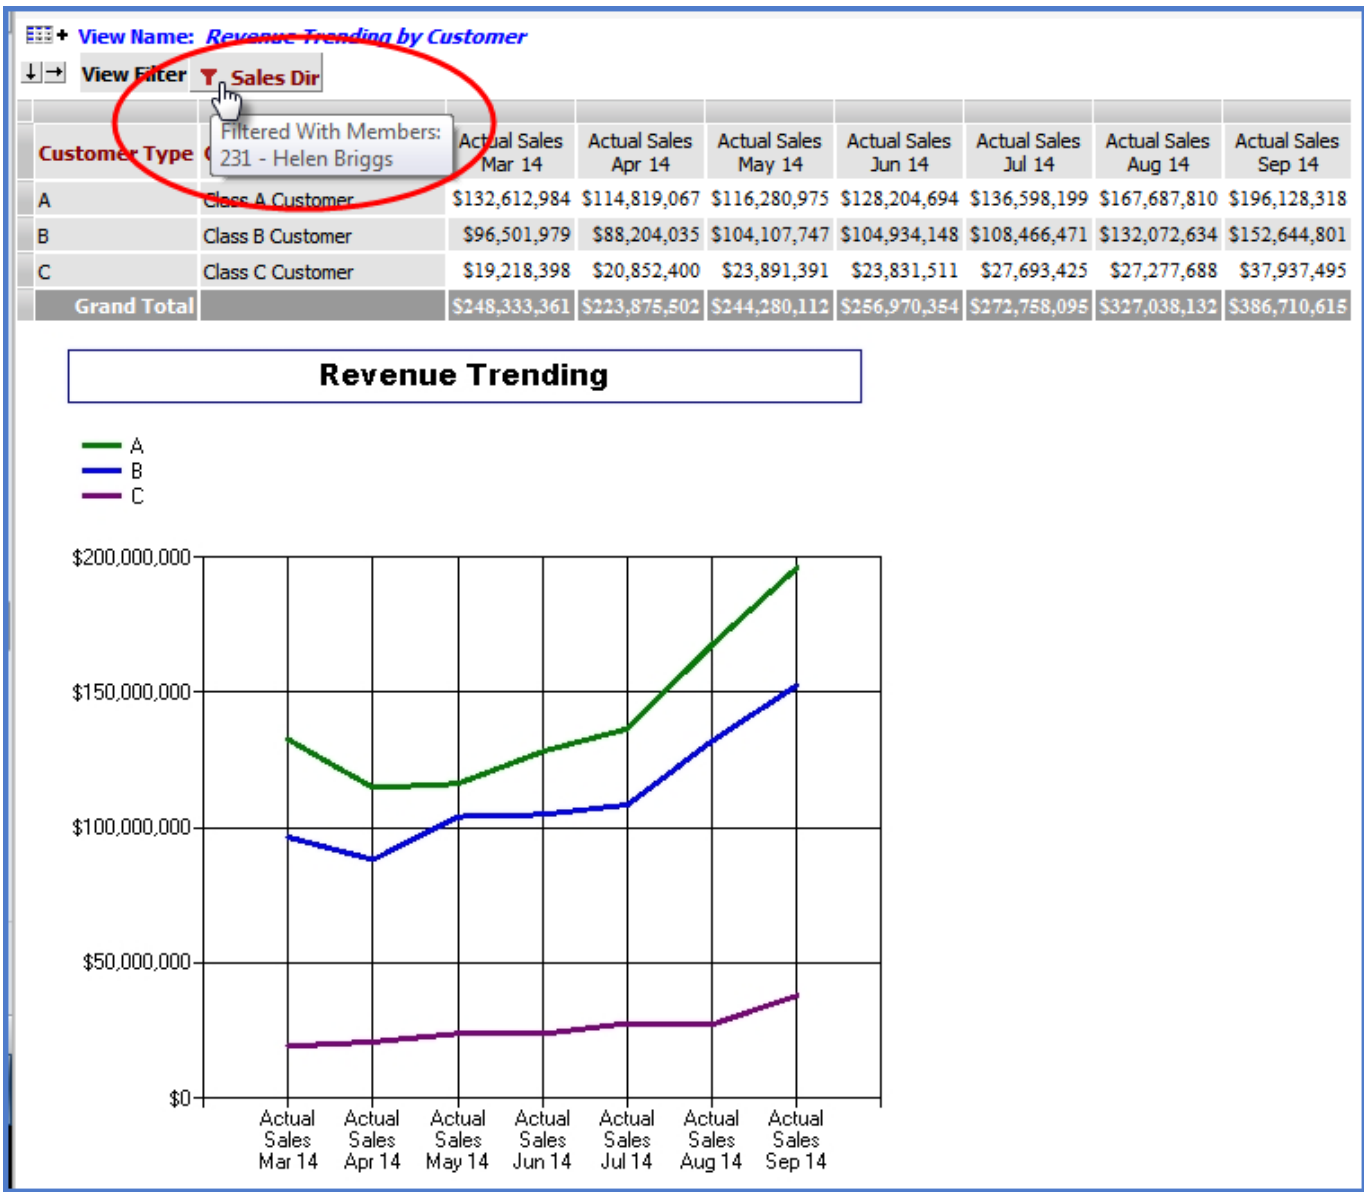 View Name: Revenue Trending by Customer
View Filter Sales Dir
Filtered With Members:
231 - Helen Briggs
Customer Type Actual Sales Mar 14 Actual Sales Apr 14 Actual Sales May 14 Actual Sales Jun 14 Actual Sales Jul 14 Actual Sales Aug 14 Actual Sales Sep 14
A Class A Customer $132,612,984 $114,819,067 $116,280,975 $128,204,694 $136,598,199 $167,687,810 $196,128,318
B Class B Customer $96,501,979 $88,204,035 $104,107,747 $104,934,148 $108,466,471 $132,072,634 $152,644,801
C Class C Customer $19,218,398 $20,852,400 $23,891,391 $23,831,511 $27,693,425 $27,277,688 $37,937,495
Grand Total $248,333,361 $223,875,502 $244,280,112 $256,970,354 $272,758,095 $327,038,132 $386,710,615
Revenue Trending
A
B
C
$200,000,000
$150,000,000
$100,000,000
$50,000,000
$0
Actual Actual Actual Actual Actual Actual Actual
Sales Sales Sales Sales Sales Sales Sales
Mar 14 Apr 14 May 14 Jun 14 Jul 14 Aug 14 Sep 14